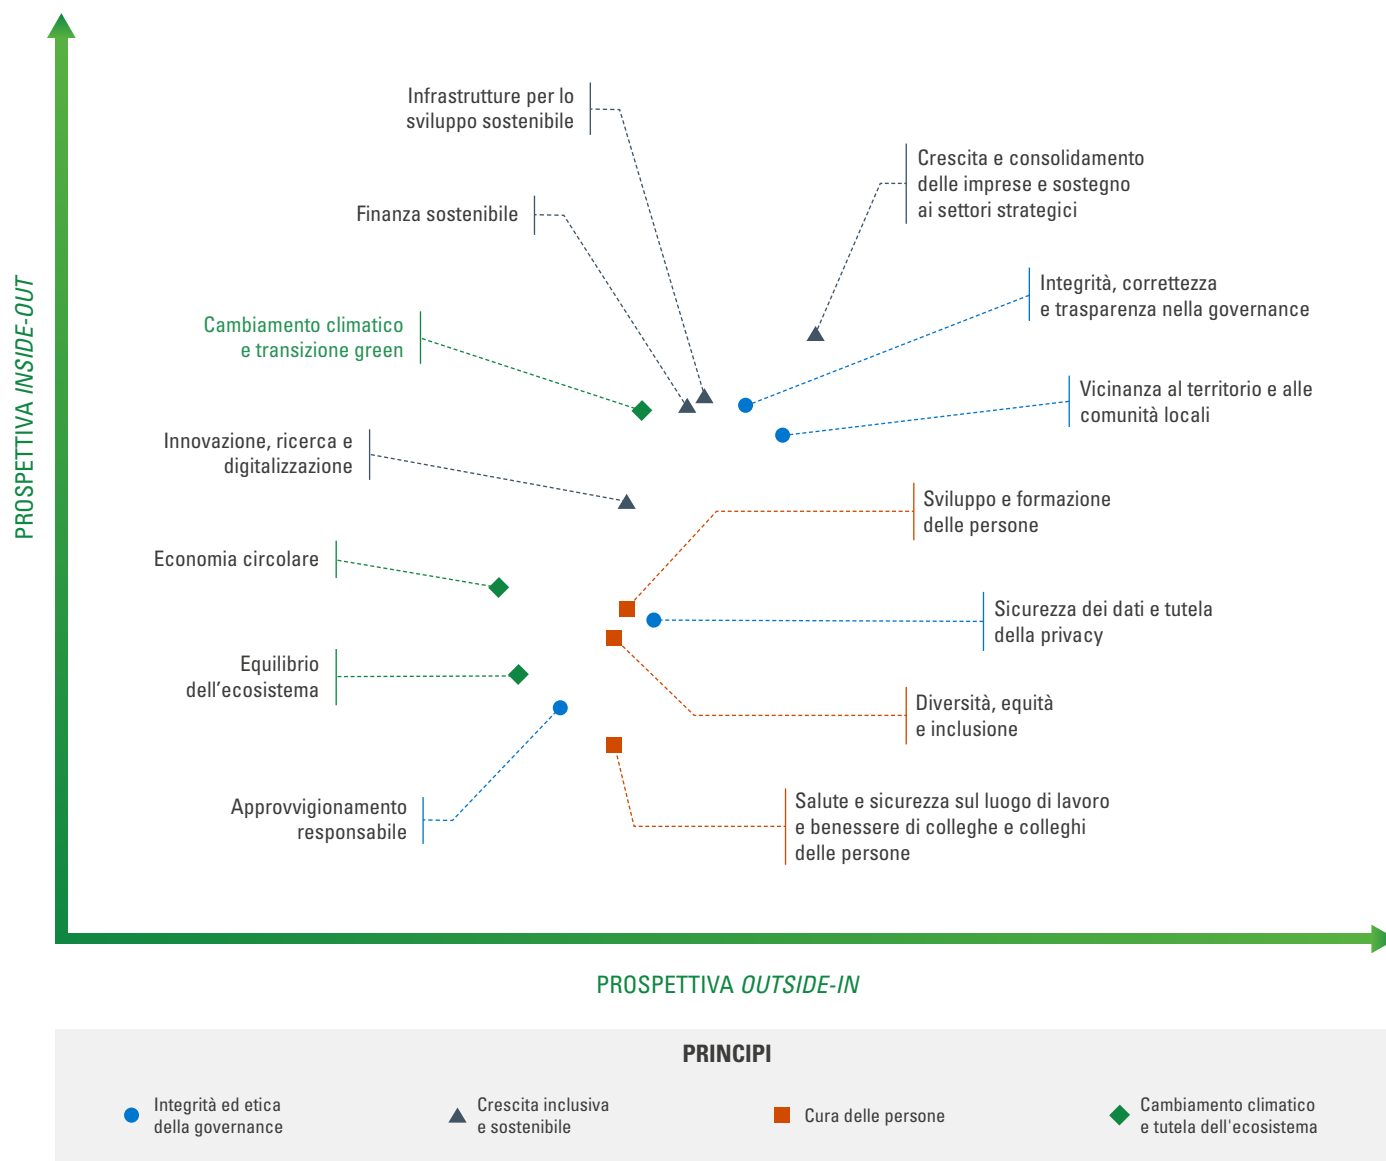 Infrastrutture per lo
sviluppo sostenibile
Crescita e consolidamento
delle imprese e sostegno
ai settori strategici
Finanza sostenibile
Integrità, correttezza
e trasparenza nella governance
Cambiamento climatico
e transizione green
Vicinanza al territorio e alle
comunità locali
Innovazione, ricerca e
digitalizzazione
Sviluppo e formazione
delle persone
Economia circolare
Sicurezza dei dati e tutela
della privacy
Equilibrio
dell’ecosistema
Diversità, equità
e inclusione
Approvvigionamento
responsabile
Salute e sicurezza sul luogo di lavoro
e benessere di colleghe e colleghi
delle persone
PROSPETTIVA INSIDE-OUT
PROSPETTIVA OUTSIDE-IN
PRINCIPI
Integrità ed etica
della governance
Crescita inclusiva
e sostenibile
Cura delle persone
Cambiamento climatico
e tutela dell'ecosistema